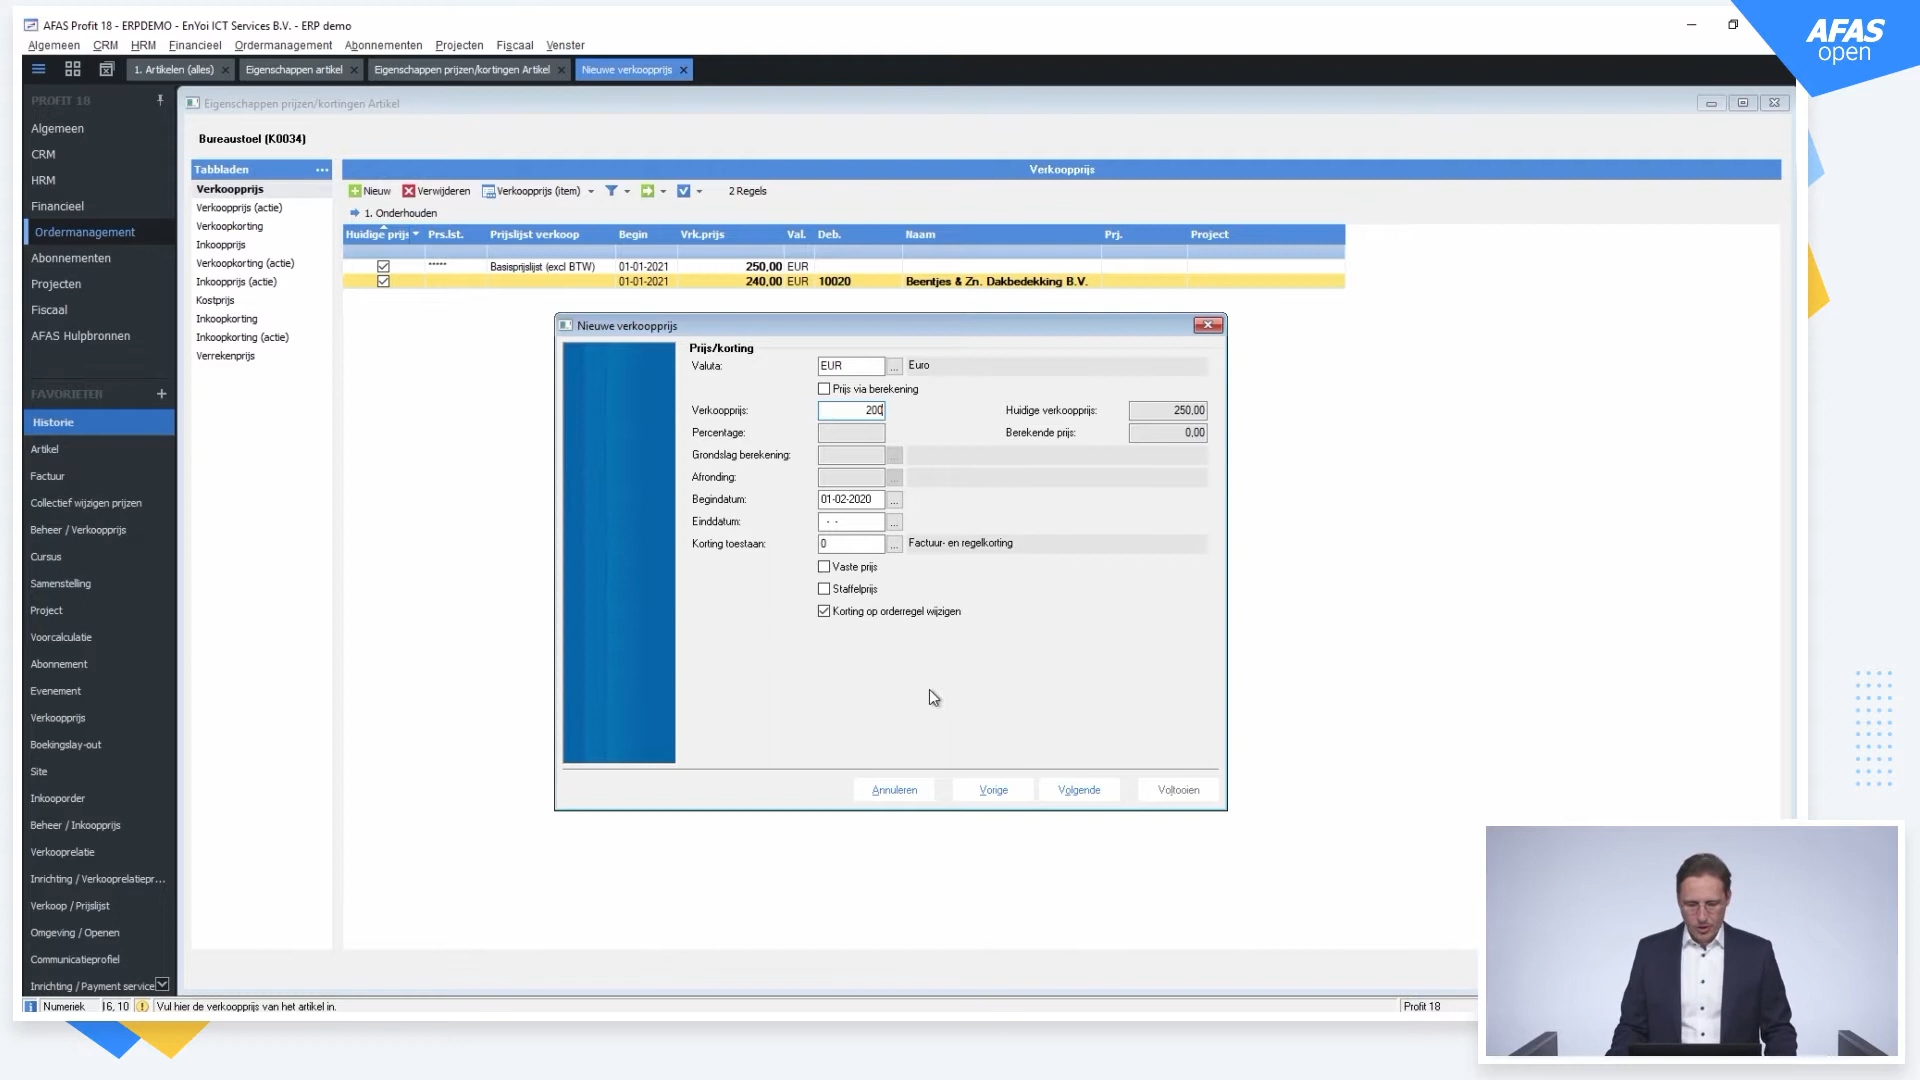 AFAS Profit 18 - ERPDEMO - EnYoi ICT Services B.V. - ERP demo
AFAS
open
Algemeen CRM HRM Financieel Ordermanagement Abonnementen Projecten Fiscaal Venster
1. Artikelen (alles) Eigenschappen artikel Eigenschappen prijzen/kortingen Artikel Nieuwe verkoopprijs
PROFIT 18
Algemeen
CRM
HRM
Financieel
Ordermanagement
Abonnementen
Projecten
Fiscaal
AFAS Hulpbronnen
FAVORIETEN +
Historie
Artikel
Factuur
Collectief wijzigen prijzen
Beheer / Verkoopprijs
Cursus
Samenstelling
Project
Voorcalculatie
Abonnement
Evenement
Verkoopprijs
Boekingslay-out
Site
Inkooporder
Beheer / Inkoopprijs
Verkooprelatie
Inrichting / Verkooprelatiepr...
Verkoop / Prijslijst
Omgeving / Openen
Communicatieprofiel
Inrichting / Payment service
Eigenschappen prijzen/kortingen Artikel
Bureaustoel (K0034)
Tabbladen ...
Verkoopprijs
Verkoopprijs (actie)
Verkoopkorting
Inkoopprijs
Verkoopkorting (actie)
Inkoopprijs (actie)
Kostprijs
Inkoopkorting
Inkoopkorting (actie)
Verrekenprijs
Verkoopprijs
Nieuw Verwijderen Verkoopprijs (item) 2 Regels
1. Onderhouden
Huidige prijs Prs.lst. Prijslijst verkoop Begin Vrk.prijs Val. Deb. Naam Prj. Project
***** Basisprijslijst (excl BTW) 01-01-2021 250,00 EUR
01-01-2021 240,00 EUR 10020 Beentjes & Zn. Dakbedekking B.V.
Nieuwe verkoopprijs
Prijs/korting
Valuta: EUR ... Euro
Prijs via berekening
Verkoopprijs: 200 Huidige verkoopprijs: 250,00
Percentage: Berekende prijs: 0,00
Grondslag berekening: ...
Afronding: ...
Begindatum: 01-02-2020 ...
Einddatum: - - ...
Korting toestaan: 0 ... Factuur- en regelkorting
Vaste prijs
Staffelprijs
Korting op orderregel wijzigen
Annuleren Vorige Volgende Voltooien
Numeriek 16, 10 Vul hier de verkoopprijs van het artikel in. Profit 18